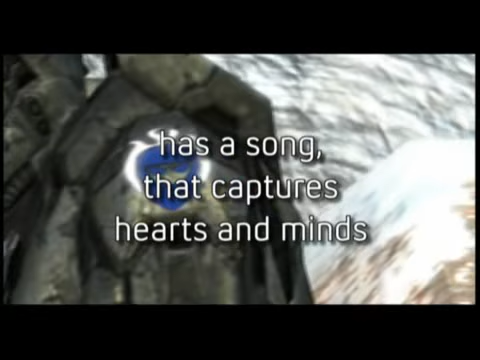 has a song,
that captures
hearts and minds